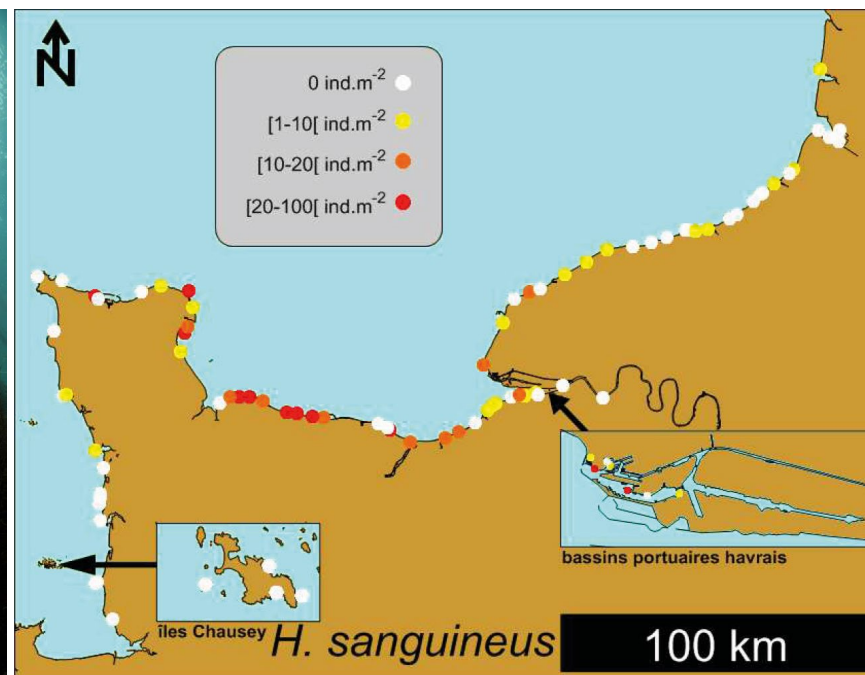 N
0 ind.m-2
[1-10[ ind.m-2
[10-20[ ind.m-2
[20-100[ ind.m-2
bassins portuaires havrais
îles Chausey
H. sanguineus
100 km